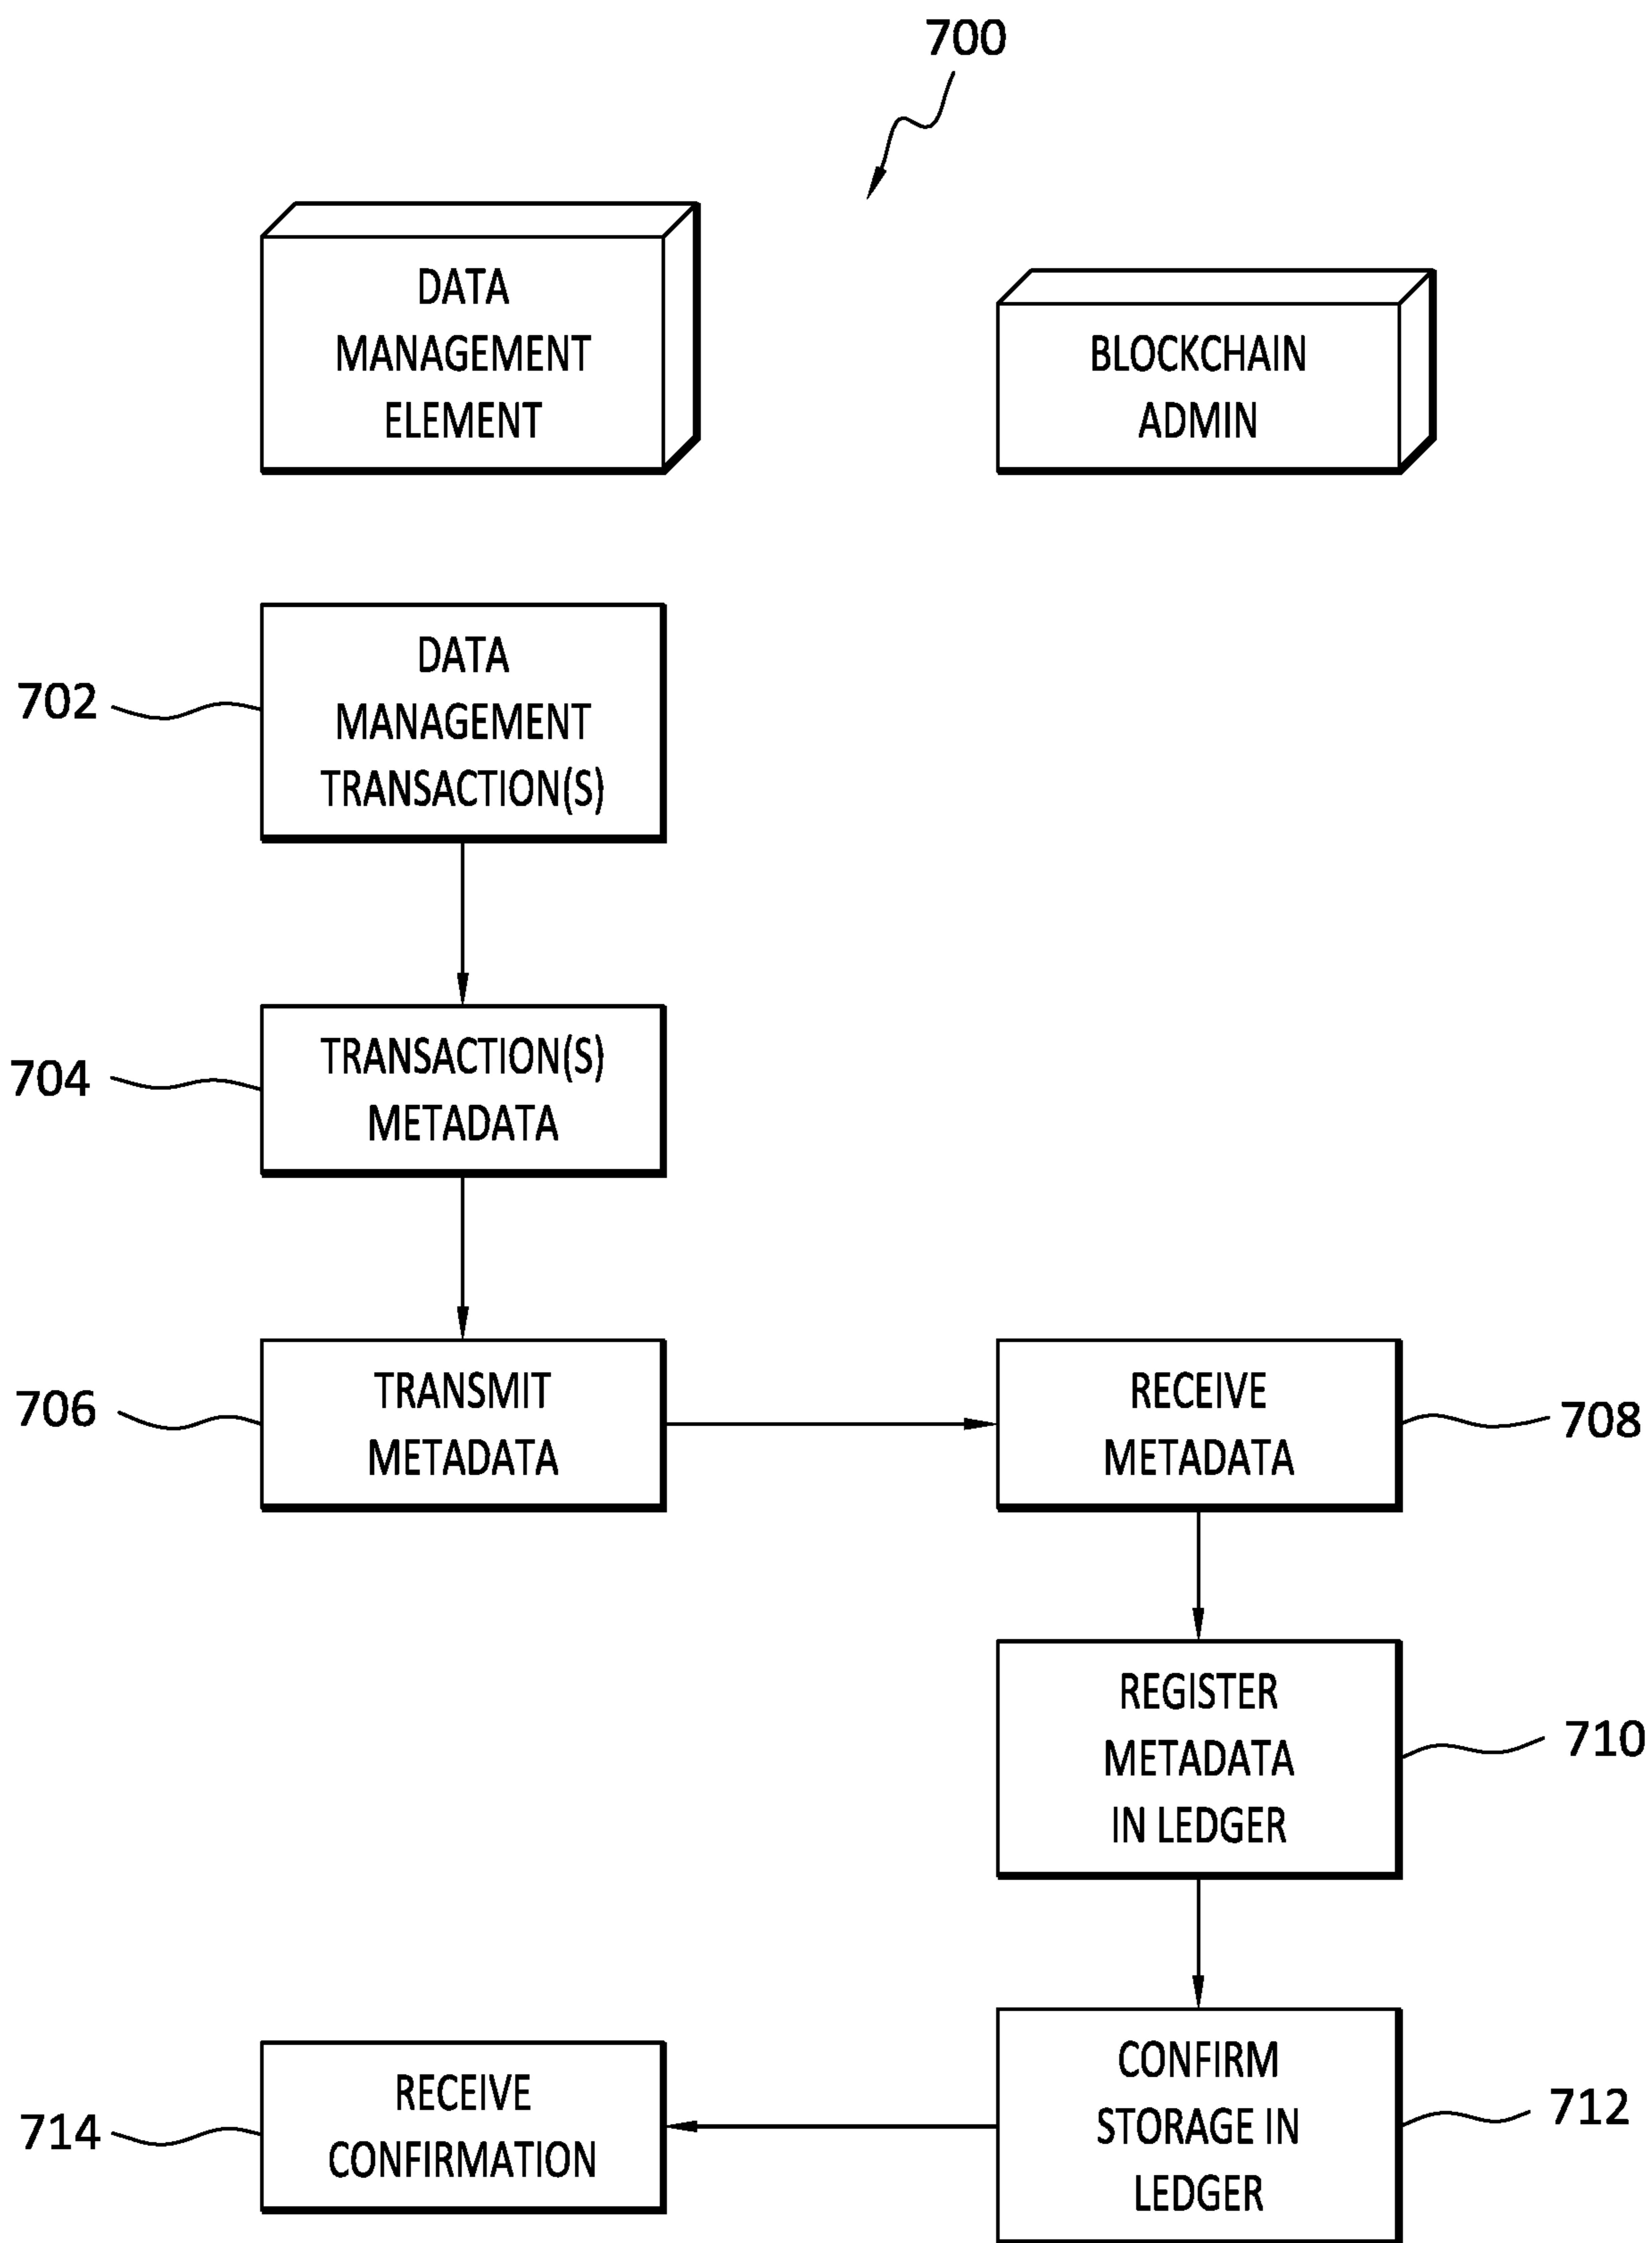 700
DATA
MANAGEMENT
ELEMENT
BLOCKCHAIN
ADMIN
702
DATA
MANAGEMENT
TRANSACTION(S)
704
TRANSACTION(S)
METADATA
706
TRANSMIT
METADATA
RECEIVE
METADATA
708
REGISTER
METADATA
IN LEDGER
710
CONFIRM
STORAGE IN
LEDGER
712
714
RECEIVE
CONFIRMATION